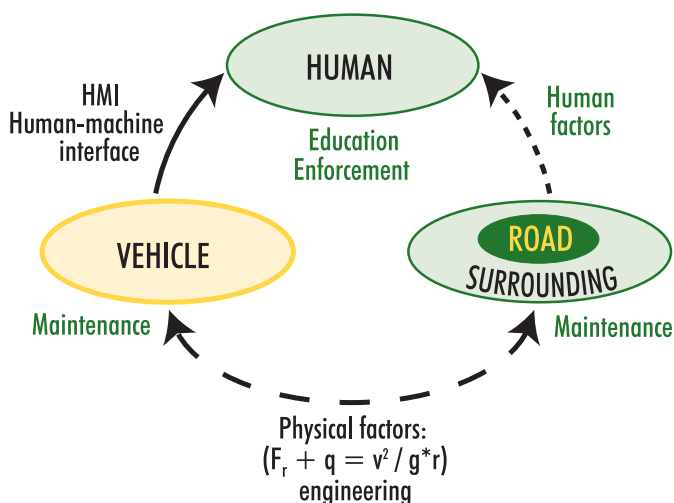 HUMAN
HMI
Human-machine
interface
Education
Enforcement
Human
factors
VEHICLE
ROAD
SURROUNDING
Maintenance
Maintenance
Physical factors:
(Fᵣ + q = v² / g*r)
engineering